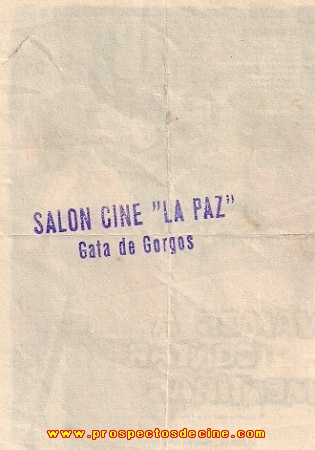 SALON CINE "LA PAZ"
Gata de Gorgos
www.prospectosdecine.com